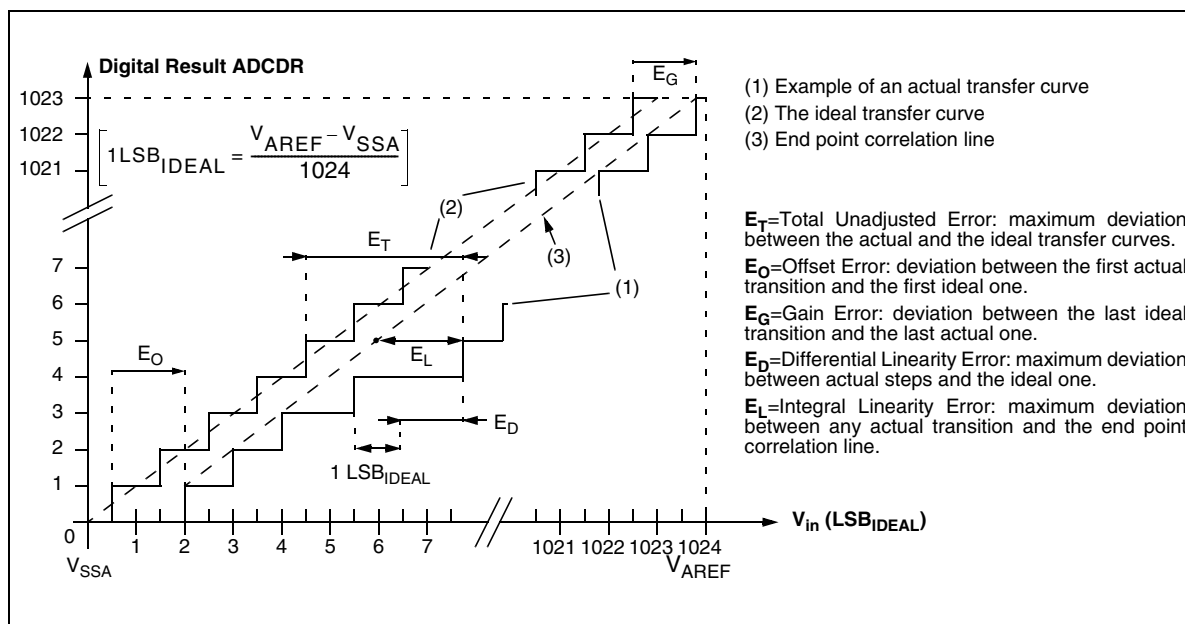 Digital Result ADCDR
E_G
1023
1022
1021
1LSB_IDEAL = (V_AREF – V_SSA) / 1024
(2)
(3)
(1)
E_T
7
6
5
4
3
2
1
0
E_O
E_L
E_D
1 LSB_IDEAL
1 2 3 4 5 6 7 1021 1022 1023 1024
V_in (LSB_IDEAL)
V_SSA
V_AREF
(1) Example of an actual transfer curve
(2) The ideal transfer curve
(3) End point correlation line
E_T=Total Unadjusted Error: maximum deviation
between the actual and the ideal transfer curves.
E_O=Offset Error: deviation between the first actual
transition and the first ideal one.
E_G=Gain Error: deviation between the last ideal
transition and the last actual one.
E_D=Differential Linearity Error: maximum deviation
between actual steps and the ideal one.
E_L=Integral Linearity Error: maximum deviation
between any actual transition and the end point
correlation line.